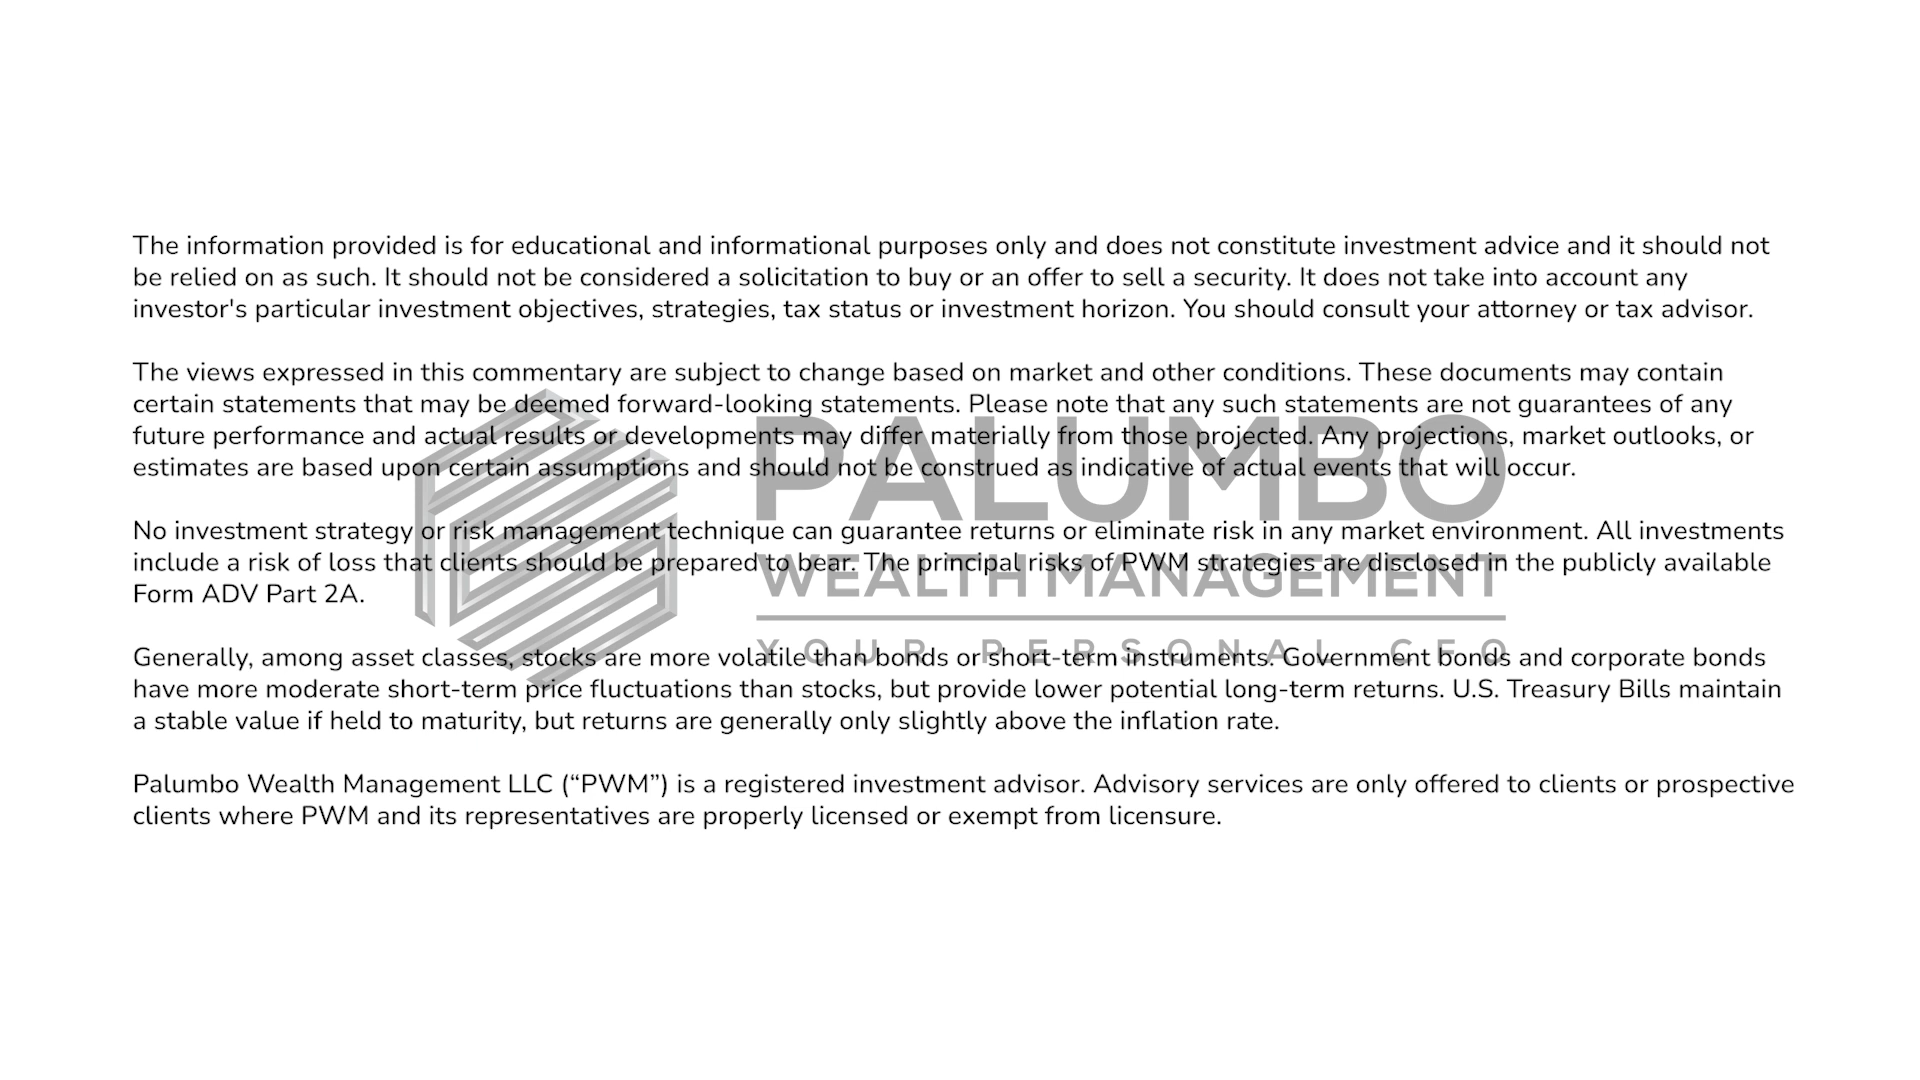 The information provided is for educational and informational purposes only and does not constitute investment advice and it should not
be relied on as such. It should not be considered a solicitation to buy or an offer to sell a security. It does not take into account any
investor's particular investment objectives, strategies, tax status or investment horizon. You should consult your attorney or tax advisor.
The views expressed in this commentary are subject to change based on market and other conditions. These documents may contain
certain statements that may be deemed forward-looking statements. Please note that any such statements are not guarantees of any
future performance and actual results or developments may differ materially from those projected. Any projections, market outlooks, or
estimates are based upon certain assumptions and should not be construed as indicative of actual events that will occur.
No investment strategy or risk management technique can guarantee returns or eliminate risk in any market environment. All investments
include a risk of loss that clients should be prepared to bear. The principal risks of PWM strategies are disclosed in the publicly available
Form ADV Part 2A.
Generally, among asset classes, stocks are more volatile than bonds or short-term instruments. Government bonds and corporate bonds
have more moderate short-term price fluctuations than stocks, but provide lower potential long-term returns. U.S. Treasury Bills maintain
a stable value if held to maturity, but returns are generally only slightly above the inflation rate.
Palumbo Wealth Management LLC (“PWM”) is a registered investment advisor. Advisory services are only offered to clients or prospective
clients where PWM and its representatives are properly licensed or exempt from licensure.
PALUMBO
WEALTH MANAGEMENT
YOUR PERSONAL CFO